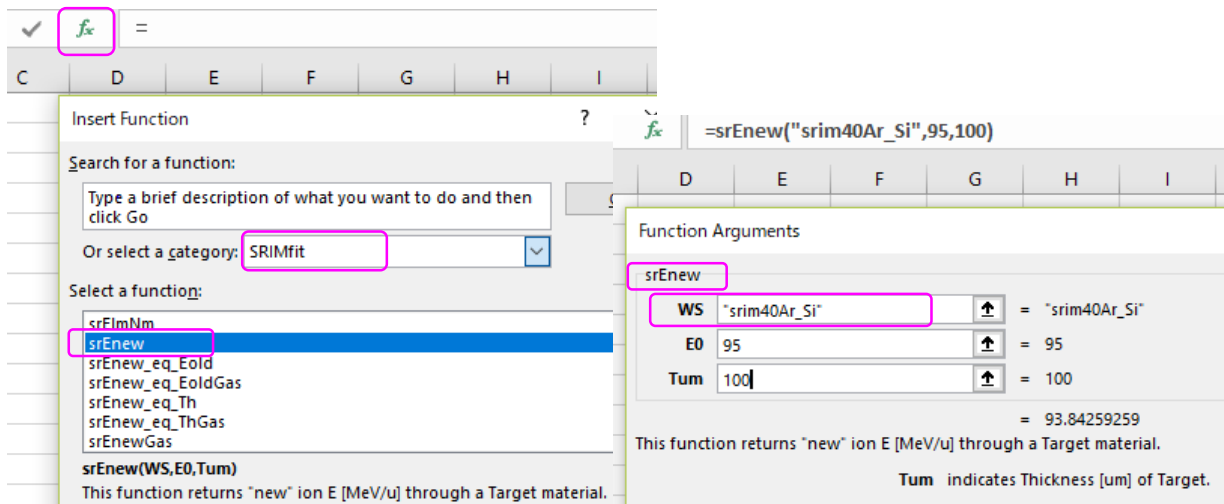 fx =
C D E F G H I
Insert Function ?
Search for a function:
Type a brief description of what you want to do and then
click Go
Or select a category: SRIMfit
Select a function:
srElmNm
srEnew
srEnew_eq_Eold
srEnew_eq_EoldGas
srEnew_eq_Th
srEnew_eq_ThGas
srEnewGas
srEnew(WS,E0,Tum)
This function returns "new" ion E [MeV/u] through a Target material.
fx =srEnew("srim40Ar_Si",95,100)
D E F G H I
Function Arguments
srEnew
WS "srim40Ar_Si" = "srim40Ar_Si"
E0 95 = 95
Tum 100 = 100
= 93.84259259
This function returns "new" ion E [MeV/u] through a Target material.
Tum indicates Thickness [um] of Target.